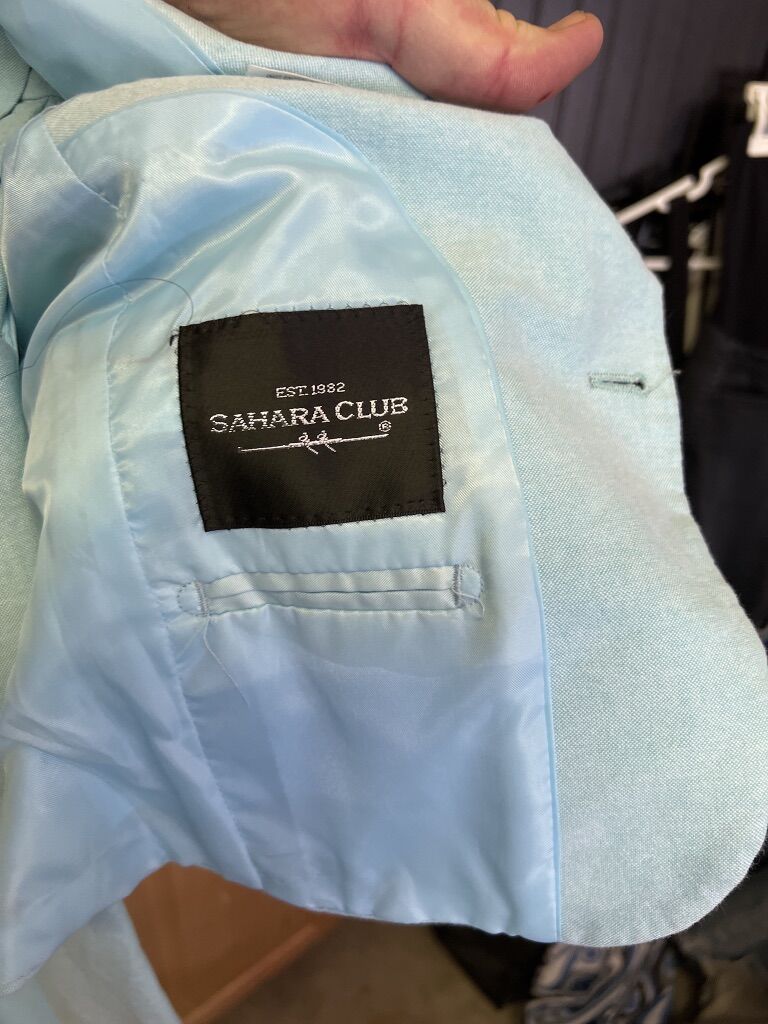 EST. 1982
SAHARA CLUB
®